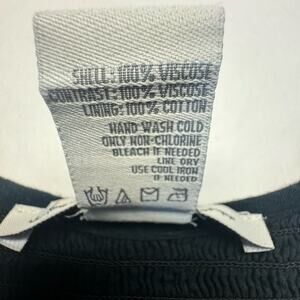 SHELL: 100% VISCOSE
CONTRAST: 100% VISCOSE
LINING: 100% COTTON
HAND WASH COLD
ONLY NON-CHLORINE
BLEACH IF NEEDED
LINE DRY
USE COOL IRON
IF NEEDED